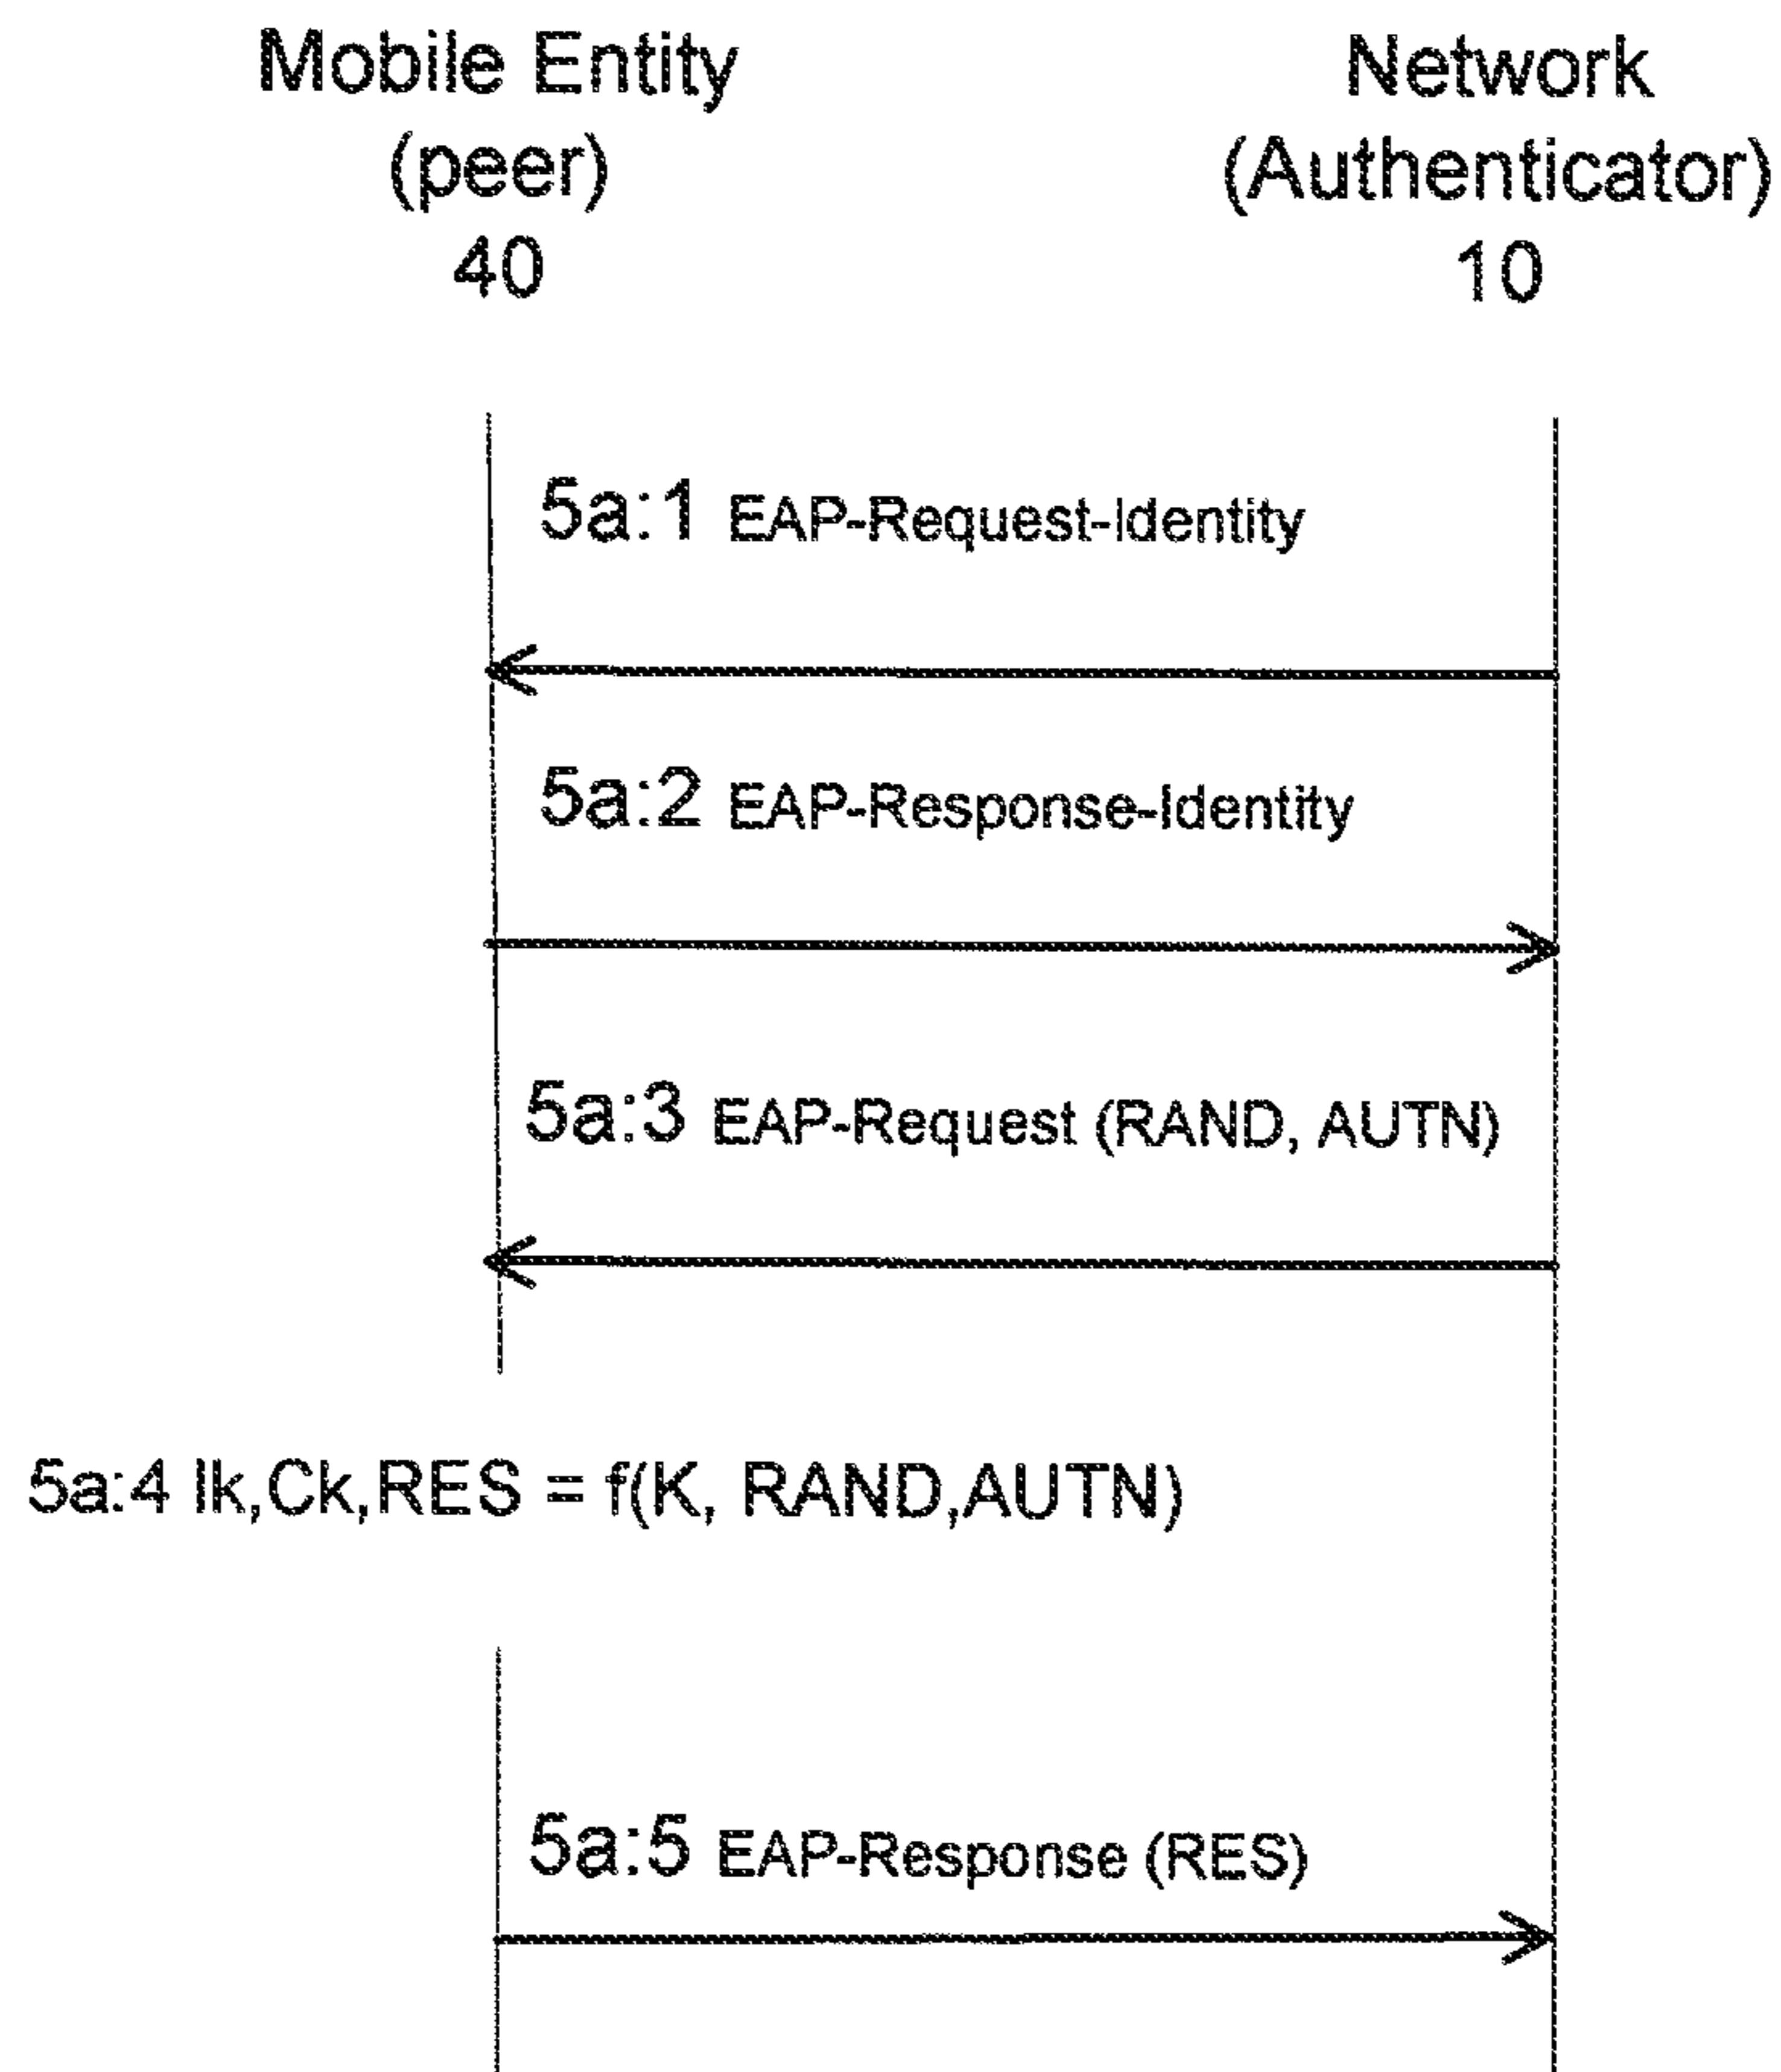 Mobile Entity
(peer)
40
Network
(Authenticator)
10
5a:1 EAP-Request-Identity
5a:2 EAP-Response-Identity
5a:3 EAP-Request (RAND, AUTN)
5a:4 Ik,Ck,RES = f(K, RAND,AUTN)
5a:5 EAP-Response (RES)